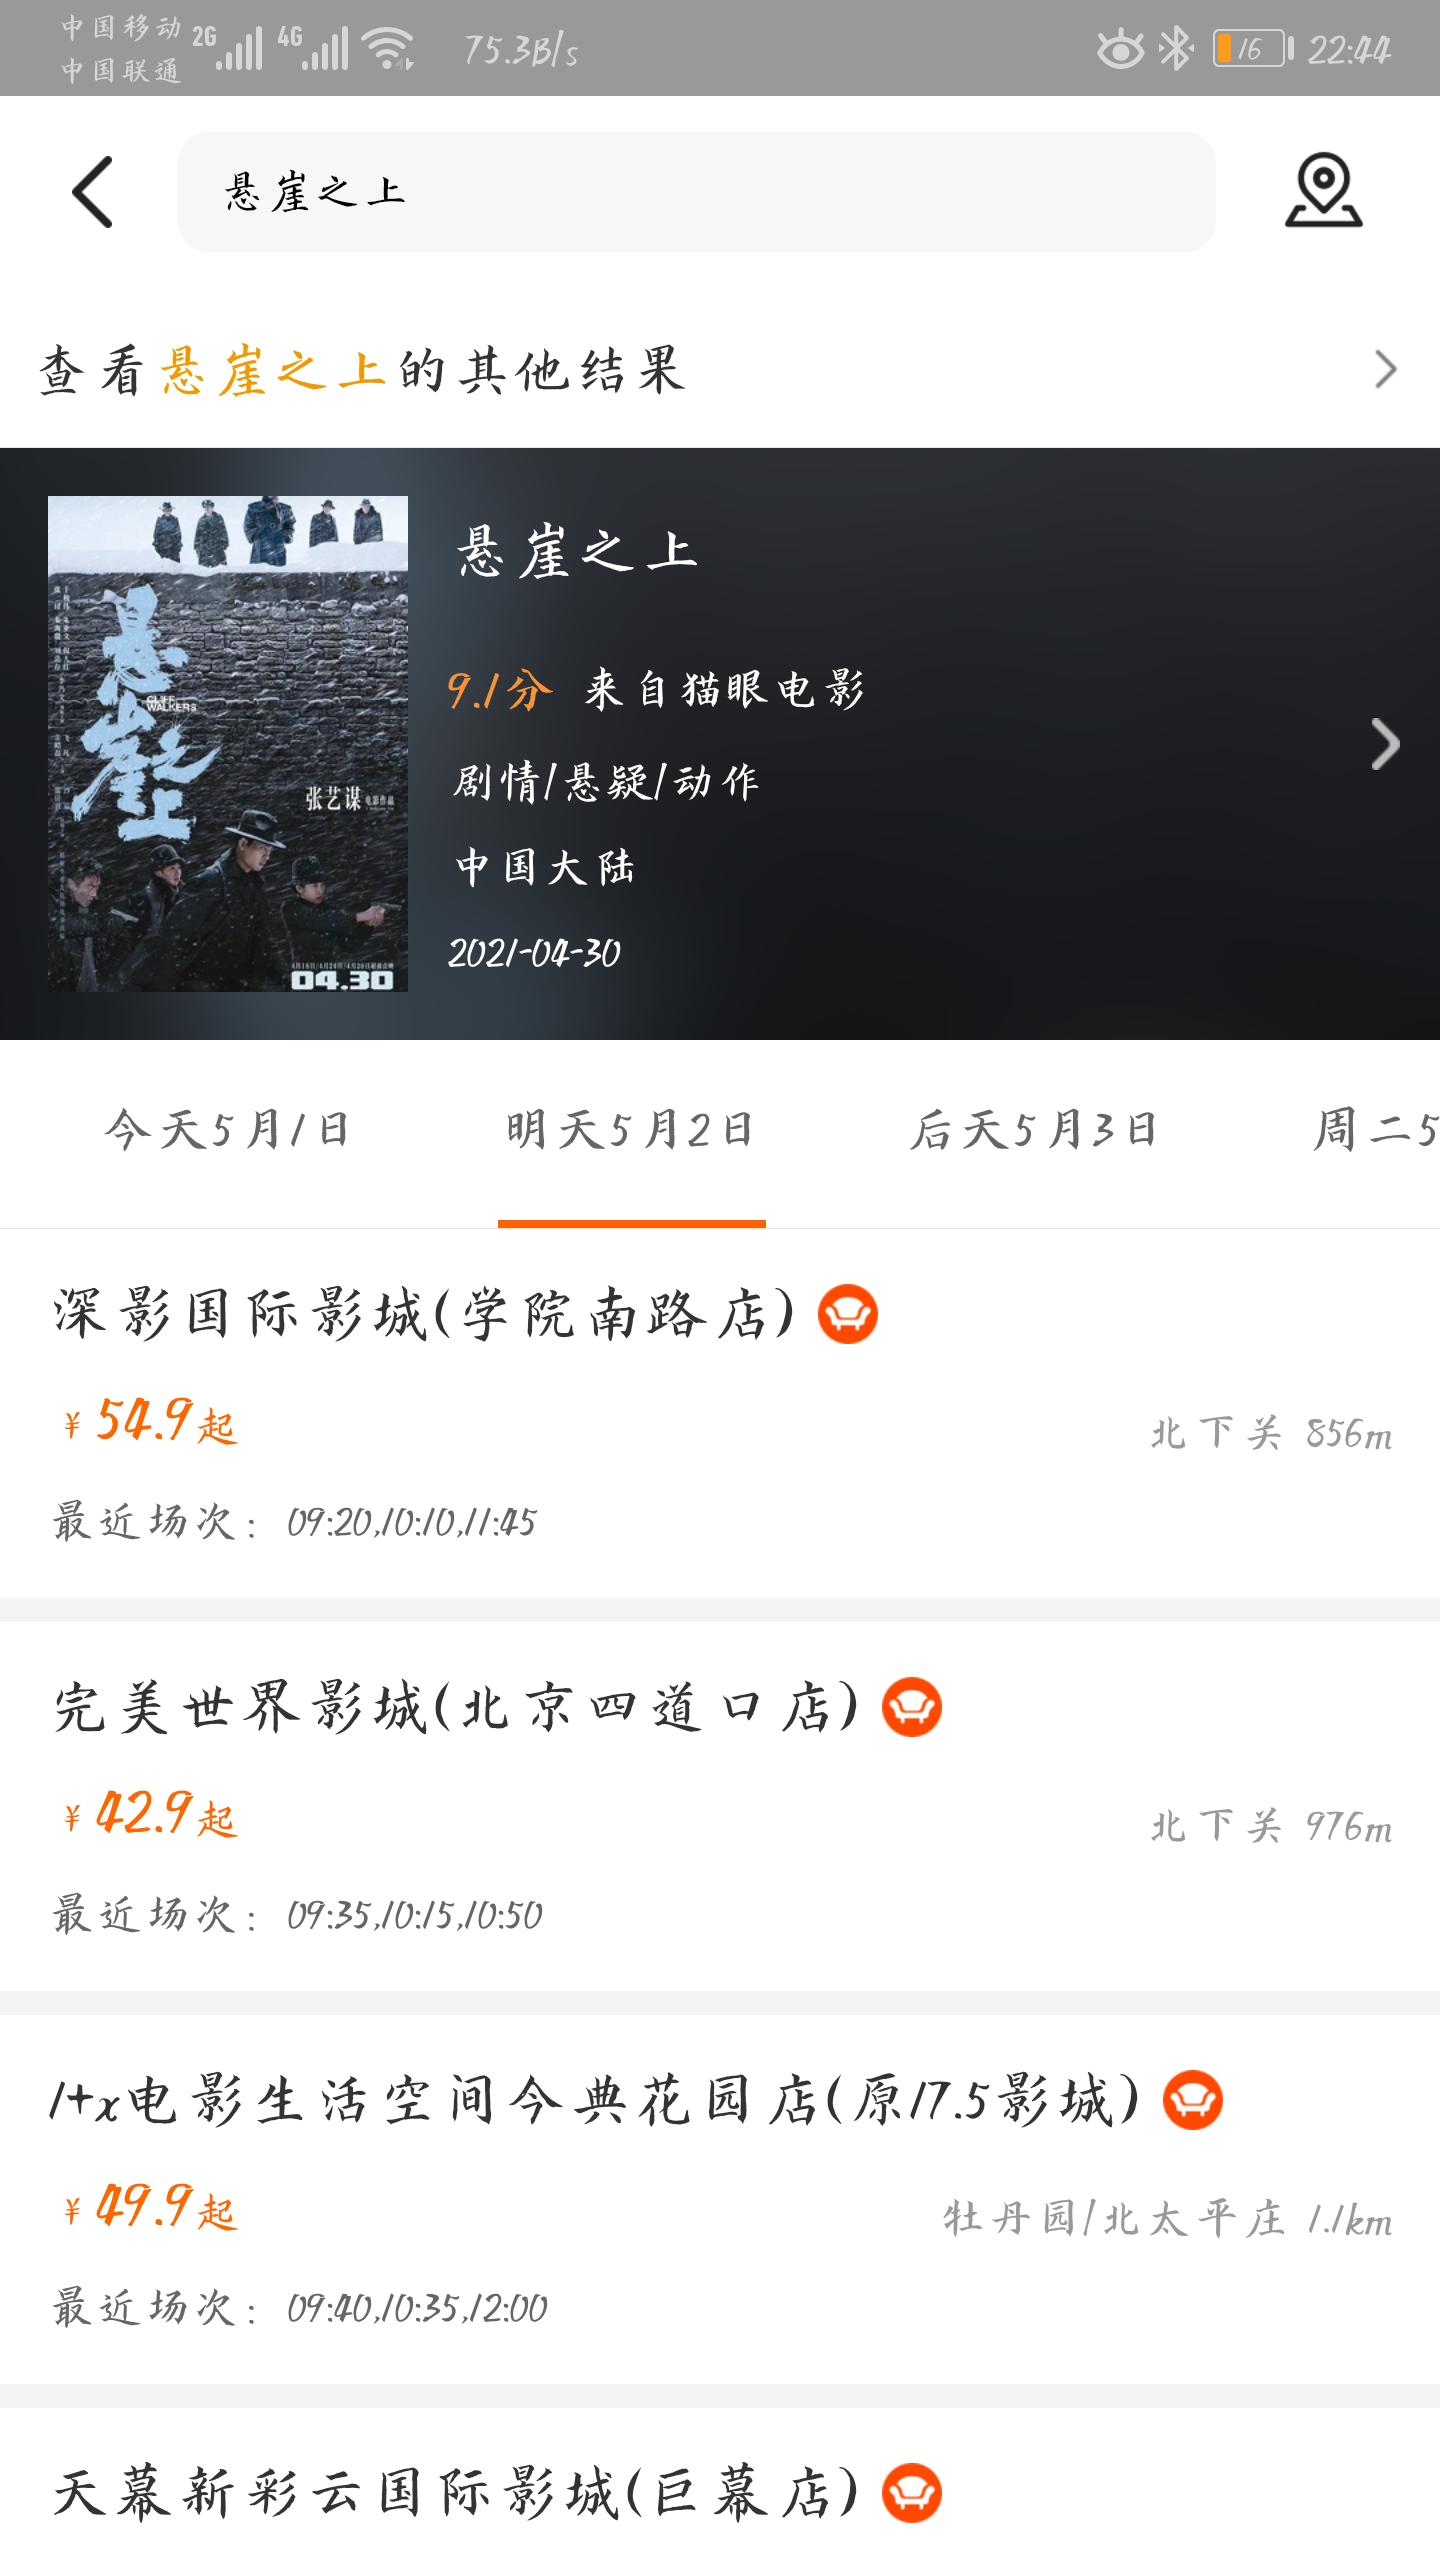 中国移动 2G 4G 75.3B/s 16 22:44
中国联通
悬崖之上
查看悬崖之上的其他结果
悬崖之上
CLIFF WALKERS
张艺谋
04.30
悬崖之上
9.1分 来自猫眼电影
剧情/悬疑/动作
中国大陆
2021-04-30
今天5月1日 明天5月2日 后天5月3日 周二5
深影国际影城(学院南路店)
¥54.9起 北下关 856m
最近场次：09:20,10:10,11:45
完美世界影城(北京四道口店)
¥42.9起 北下关 976m
最近场次：09:35,10:15,10:50
1+x电影生活空间今典花园店(原17.5影城)
¥49.9起 牡丹园/北太平庄 1.1km
最近场次：09:40,10:35,12:00
天幕新彩云国际影城(巨幕店)